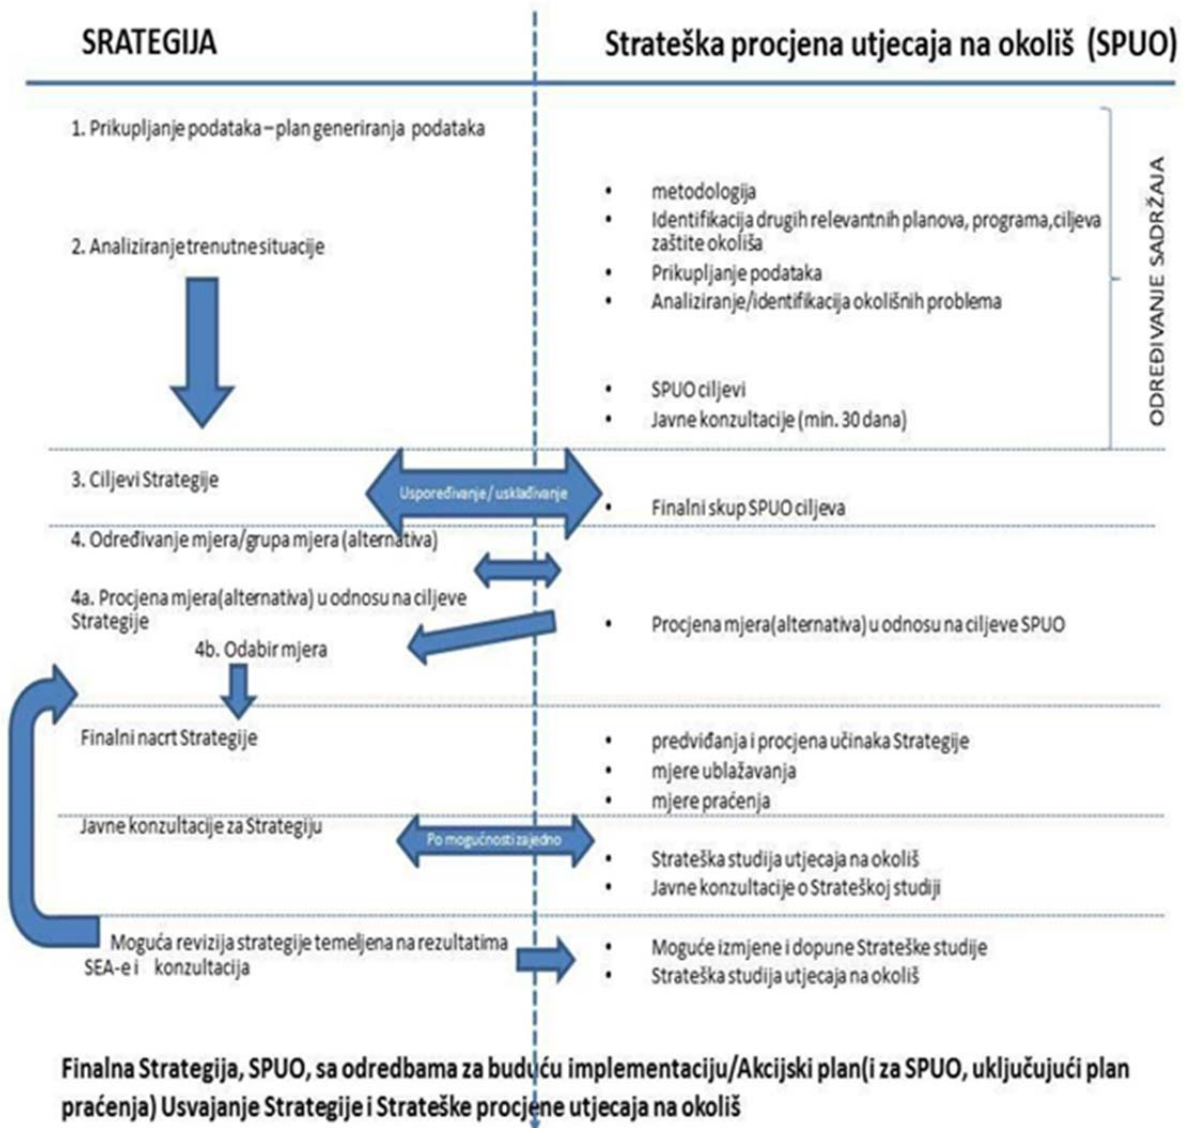 SRATEGIJA
Strateška procjena utjecaja na okoliš (SPUO)
1. Prikupljanje podataka – plan generiranja podataka
2. Analiziranje trenutne situacije
• metodologija
• Identifikacija drugih relevantnih planova, programa,ciljeva
zaštite okoliša
• Prikupljanje podataka
• Analiziranje/identifikacija okolišnih problema
• SPUO ciljevi
• Javne konzultacije (min. 30 dana)
ODREĐIVANJE SADRŽAJA
3. Ciljevi Strategije
Uspoređivanje / usklađivanje
• Finalni skup SPUO ciljeva
4. Određivanje mjera/grupa mjera (alternativa)
4a. Procjena mjera(alternativa) u odnosu na ciljeve
Strategije
• Procjena mjera(alternativa) u odnosu na ciljeve SPUO
4b. Odabir mjera
Finalni nacrt Strategije
• predviđanja i procjena učinaka Strategije
• mjere ublažavanja
• mjere praćenja
Javne konzultacije za Strategiju
Po mogućnosti zajedno
• Strateška studija utjecaja na okoliš
• Javne konzultacije o Strateškoj studiji
Moguća revizija strategije temeljena na rezultatima
SEA-e i konzultacija
• Moguće izmjene i dopune Strateške studije
• Strateška studija utjecaja na okoliš
Finalna Strategija, SPUO, sa odredbama za buduću implementaciju/Akcijski plan(i za SPUO, uključujući plan
praćenja) Usvajanje Strategije i Strateške procjene utjecaja na okoliš